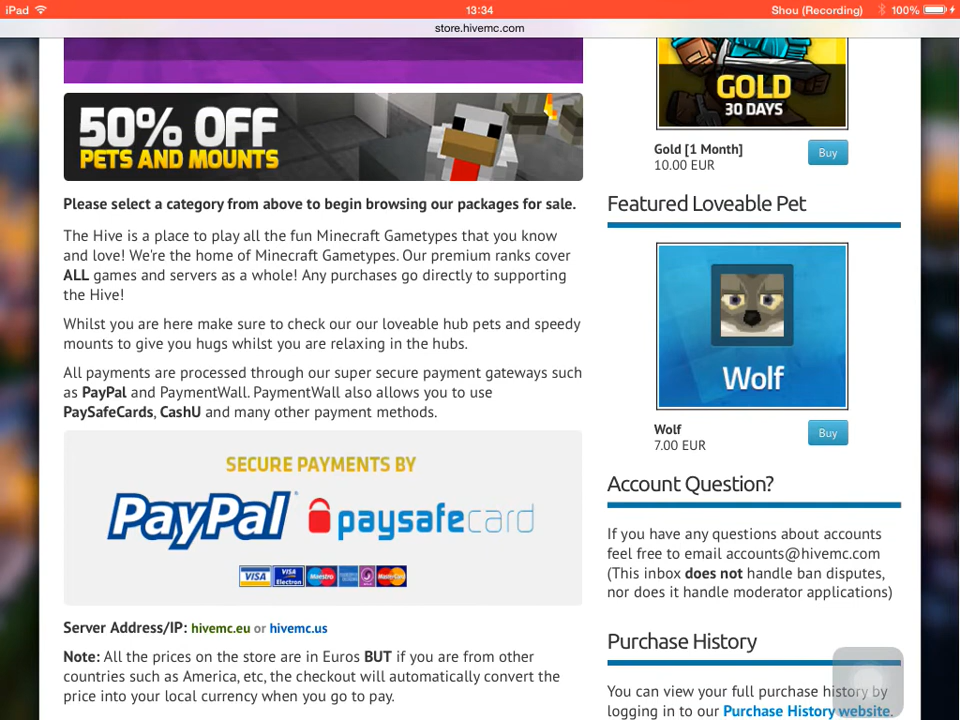 iPad 13:34 Shou (Recording) 100%
store.hivemc.com
50% OFF
PETS AND MOUNTS
Please select a category from above to begin browsing our packages for sale.
The Hive is a place to play all the fun Minecraft Gametypes that you know
and love! We're the home of Minecraft Gametypes. Our premium ranks cover
ALL games and servers as a whole! Any purchases go directly to supporting
the Hive!
Whilst you are here make sure to check our our loveable hub pets and speedy
mounts to give you hugs whilst you are relaxing in the hubs.
All payments are processed through our super secure payment gateways such
as PayPal and PaymentWall. PaymentWall also allows you to use
PaySafeCards, CashU and many other payment methods.
SECURE PAYMENTS BY
PayPal paysafecard
VISA VISA Electron Maestro MasterCard
Server Address/IP: hivemc.eu or hivemc.us
Note: All the prices on the store are in Euros BUT if you are from other
countries such as America, etc, the checkout will automatically convert the
price into your local currency when you go to pay.
GOLD
30 DAYS
Gold [1 Month]
10.00 EUR
Buy
Featured Loveable Pet
Wolf
Wolf
7.00 EUR
Buy
Account Question?
If you have any questions about accounts
feel free to email accounts@hivemc.com
(This inbox does not handle ban disputes,
nor does it handle moderator applications)
Purchase History
You can view your full purchase history by
logging in to our Purchase History website.